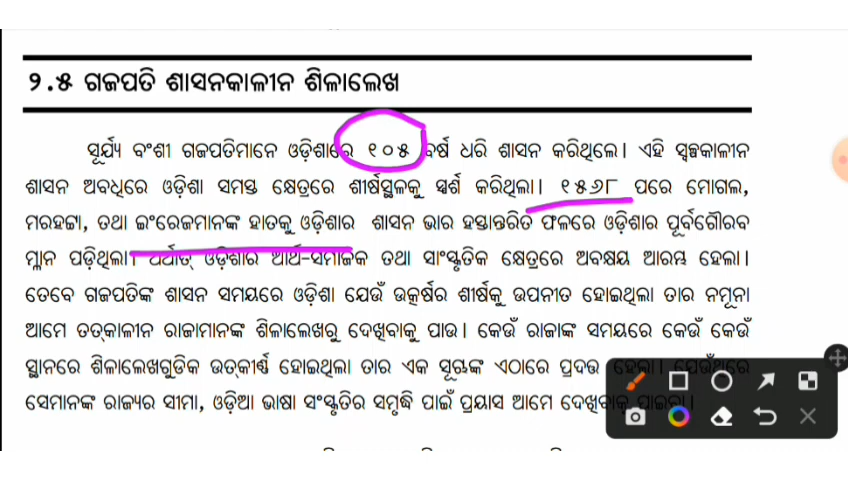 ୨.୫ ଗଜପତି ଶାସନକାଳୀନ ଶିଳାଲେଖ
ସୂର୍ଯ୍ୟ ବଂଶୀ ଗଜପତିମାନେ ଓଡ଼ିଶାରେ ୧୦୫ ବର୍ଷ ଧରି ଶାସନ କରିଥିଲେ। ଏହି ସ୍ୱଳ୍ପକାଳୀନ
ଶାସନ ଅବଧିରେ ଓଡ଼ିଶା ସମସ୍ତ କ୍ଷେତ୍ରରେ ଶୀର୍ଷସ୍ଥଳକୁ ସ୍ପର୍ଶ କରିଥିଲା। ୧୫୬୮ ପରେ ମୋଗଲ,
ମରହଟ୍ଟା, ତଥା ଇଂରେଜମାନଙ୍କ ହାତକୁ ଓଡ଼ିଶାର ଶାସନ ଭାର ହସ୍ତାନ୍ତରିତ ଫଳରେ ଓଡ଼ିଶାର ପୂର୍ବଗୌରବ
ମ୍ଳାନ ପଡ଼ିଥିଲା। ଅର୍ଥାତ୍ ଓଡ଼ିଶାର ଆର୍ଥ-ସମାଜିକ ତଥା ସାଂସ୍କୃତିକ କ୍ଷେତ୍ରରେ ଅବକ୍ଷୟ ଆରମ୍ଭ ହେଲା।
ତେବେ ଗଜପତିଙ୍କ ଶାସନ ସମୟରେ ଓଡ଼ିଶା ଯେଉଁ ଉତ୍କର୍ଷର ଶୀର୍ଷକୁ ଉପନୀତ ହୋଇଥିଲା ତାର ନମୂନା
ଆମେ ତତ୍‌କାଳୀନ ରାଜାମାନଙ୍କ ଶିଳାଲେଖରୁ ଦେଖିବାକୁ ପାଉ। କେଉଁ ରାଜାଙ୍କ ସମୟରେ କେଉଁ କେଉଁ
ସ୍ଥାନରେ ଶିଳାଲେଖଗୁଡିକ ଉତ୍‌କୀର୍ଣ୍ଣ ହୋଇଥିଲା ତାର ଏକ ସୂଚୀଙ୍କ ଏଠାରେ ପ୍ରଦତ୍ତ ହେଲା। ଯେଉଁଥିରେ
ସେମାନଙ୍କ ରାଜ୍ୟର ସୀମା, ଓଡ଼ିଆ ଭାଷା ସଂସ୍କୃତିର ସମୃଦ୍ଧି ପାଇଁ ପ୍ରୟାସ ଆମେ ଦେଖିବାକୁ ପାଇବା।